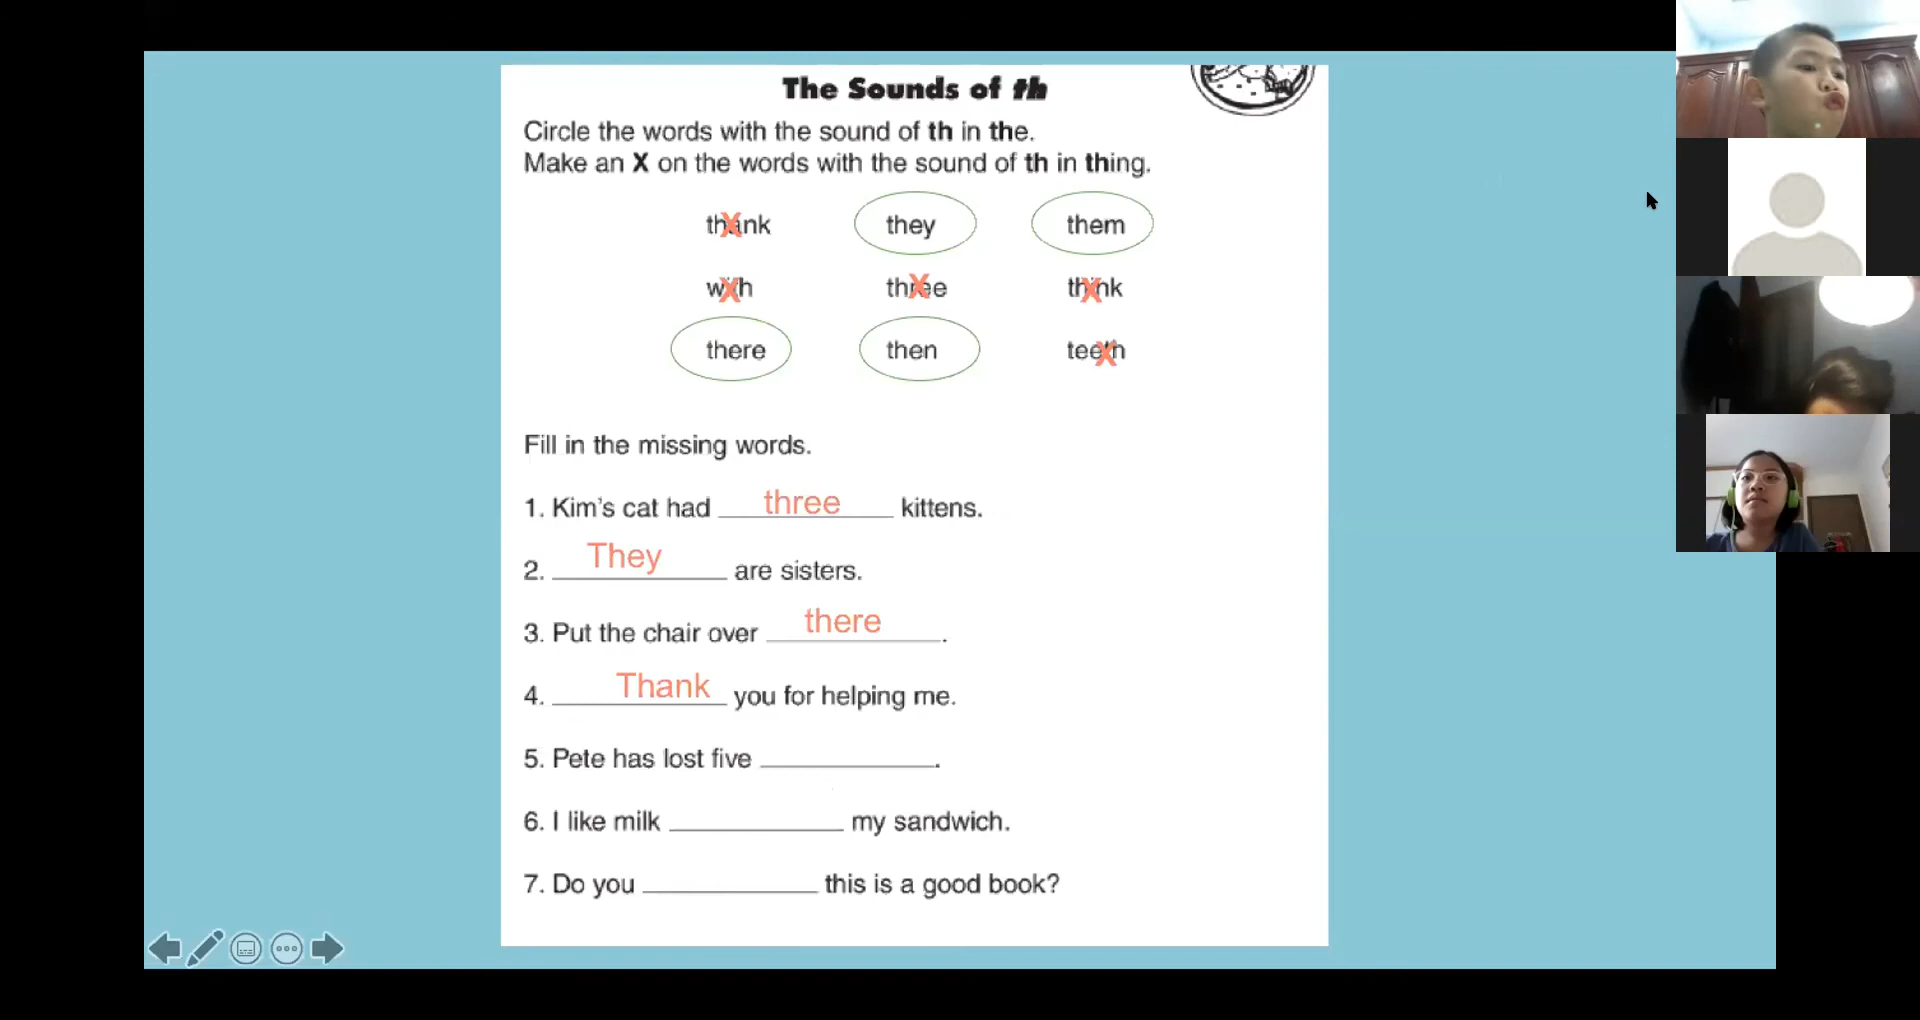 The Sounds of th
Circle the words with the sound of th in the.
Make an X on the words with the sound of th in thing.
thank they them
with three think
there then teeth
Fill in the missing words.
1. Kim's cat had three kittens.
2. They are sisters.
3. Put the chair over there.
4. Thank you for helping me.
5. Pete has lost five ____________.
6. I like milk ____________ my sandwich.
7. Do you ____________ this is a good book?